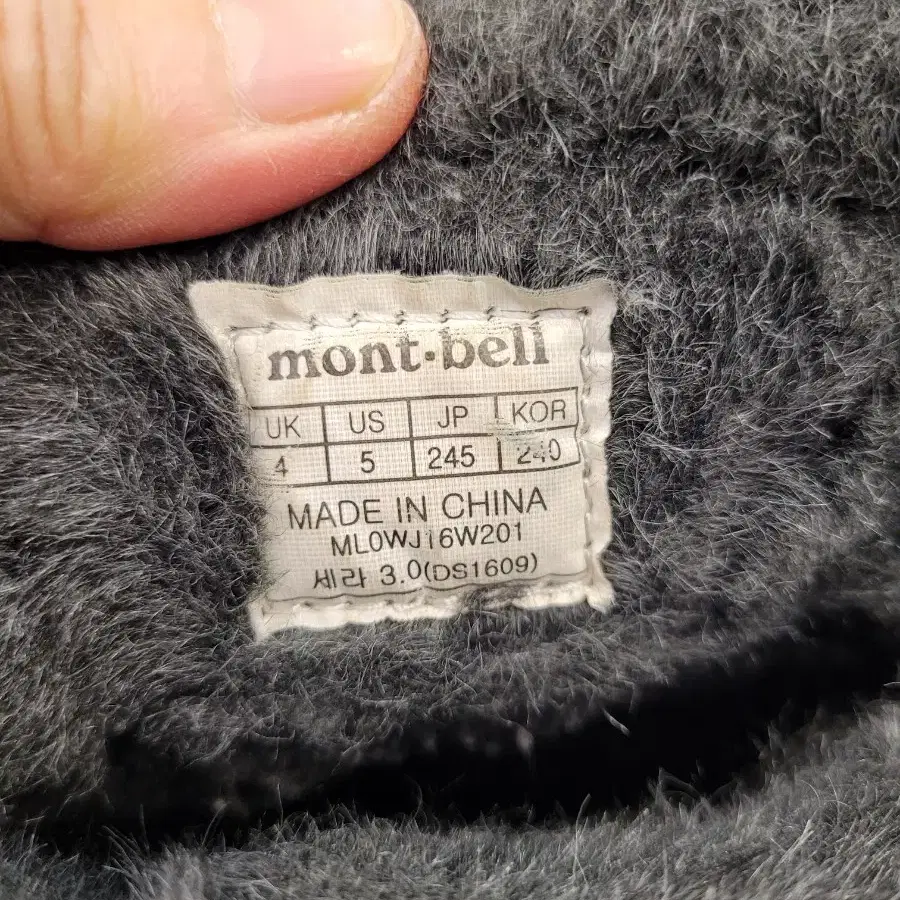 mont-bell
UK US JP KOR
4 5 245 240
MADE IN CHINA
ML0WJ16W201
세라 3.0(DS1609)